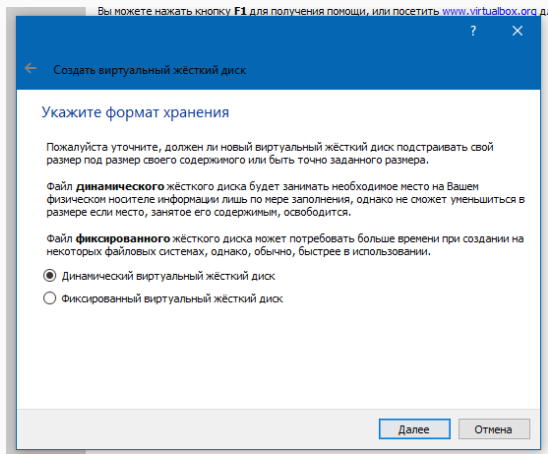 Вы можете нажать кнопку F1 для получения помощи, или посетить www.virtualbox.org д
?
Создать виртуальный жёсткий диск
Укажите формат хранения
Пожалуйста уточните, должен ли новый виртуальный жёсткий диск подстраивать свой
размер под размер своего содержимого или быть точно заданного размера.
Файл динамического жёсткого диска будет занимать необходимое место на Вашем
физическом носителе информации лишь по мере заполнения, однако не сможет уменьшиться в
размере если место, занятое его содержимым, освободится.
Файл фиксированного жёсткого диска может потребовать больше времени при создании на
некоторых файловых системах, однако, обычно, быстрее в использовании.
Динамический виртуальный жёсткий диск
Фиксированный виртуальный жёсткий диск
Далее
Отмена